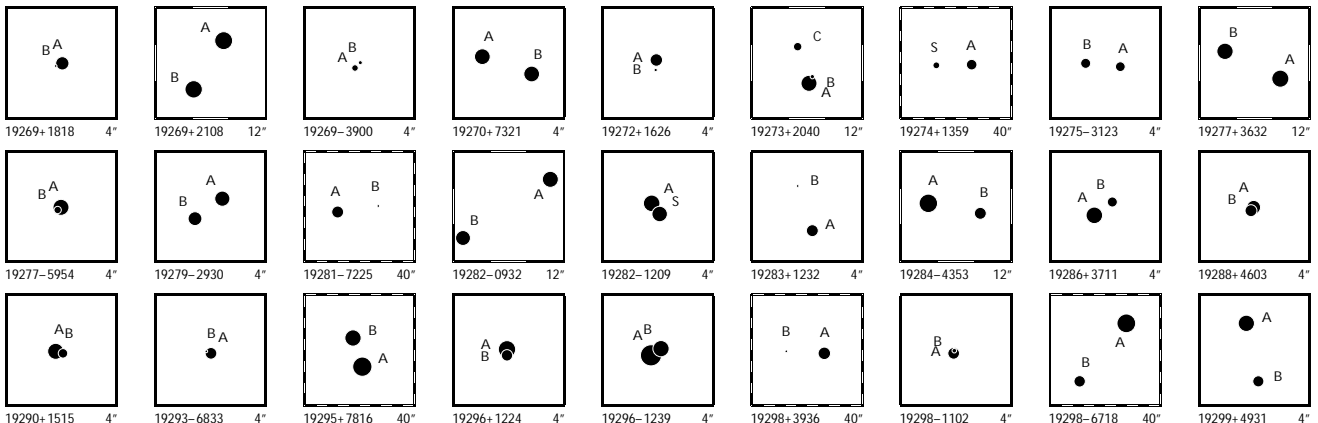 B A
19269+1818 4″
A
B
19269+2108 12″
B
A
19269−3900 4″
A
B
19270+7321 4″
A
B
19272+1626 4″
C
B
A
19273+2040 12″
S A
19274+1359 40″
B A
19275−3123 4″
B
A
19277+3632 12″
A
B
19277−5954 4″
A
B
19279−2930 4″
B
A
19281−7225 40″
A
B
19282−0932 12″
A
S
19282−1209 4″
B
A
19283+1232 4″
A
B
19284−4353 12″
B
A
19286+3711 4″
A
B
19288+4603 4″
A B
19290+1515 4″
B A
19293−6833 4″
B
A
19295+7816 40″
A
B
19296+1224 4″
B
A
19296−1239 4″
B A
19298+3936 40″
B
A
19298−1102 4″
A
B
19298−6718 40″
A
B
19299+4931 4″